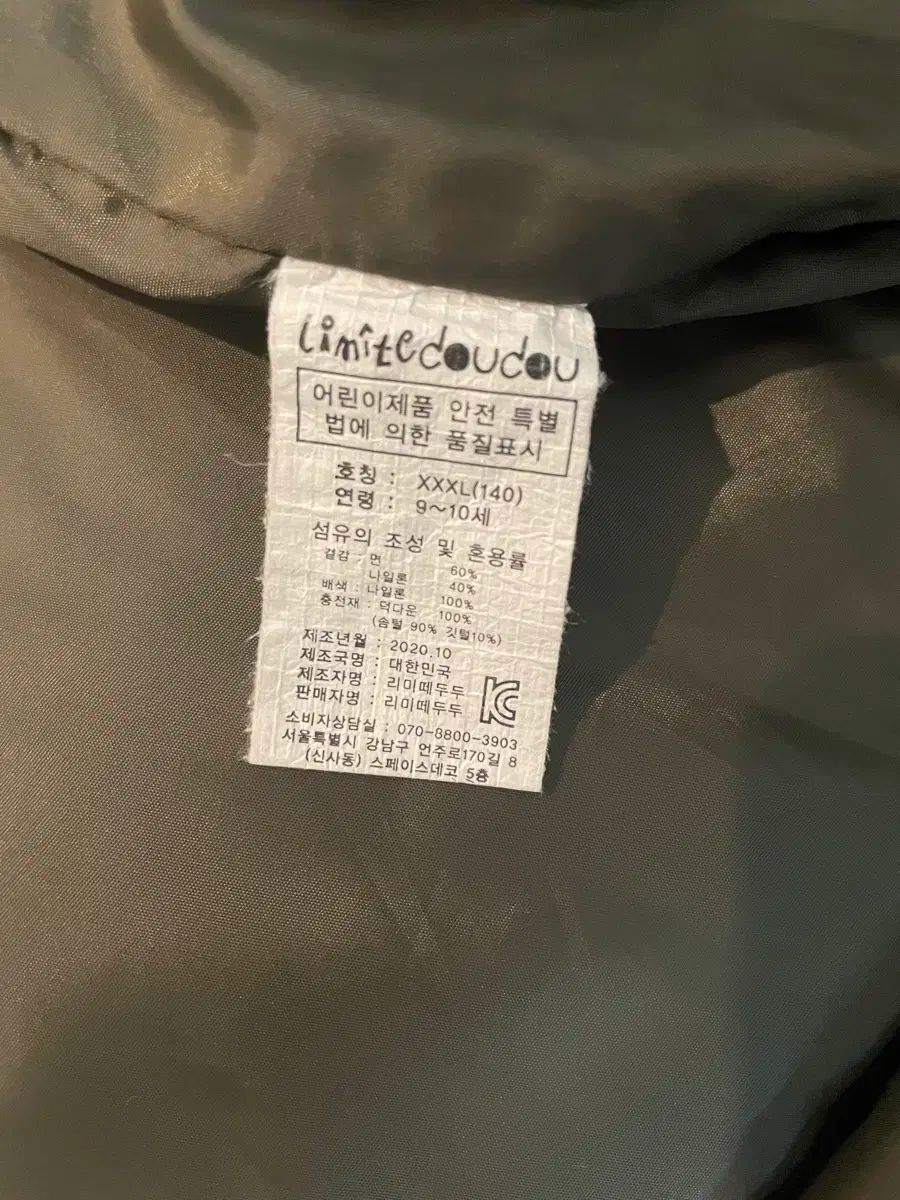 Limîtedoudou
어린이제품 안전 특별
법에 의한 품질표시
호칭 : XXXL(140)
연령 : 9~10세
섬유의 조성 및 혼용률
겉감 : 면 60%
나일론 40%
배색 : 나일론 100%
충전재 : 덕다운 100%
(솜털 90% 깃털10%)
제조년월 : 2020.10
제조국명 : 대한민국
제조자명 : 리미떼두두
판매자명 : 리미떼두두
KC
소비자상담실 : 070-8800-3903
서울특별시 강남구 언주로170길 8
(신사동) 스페이스데코 5층